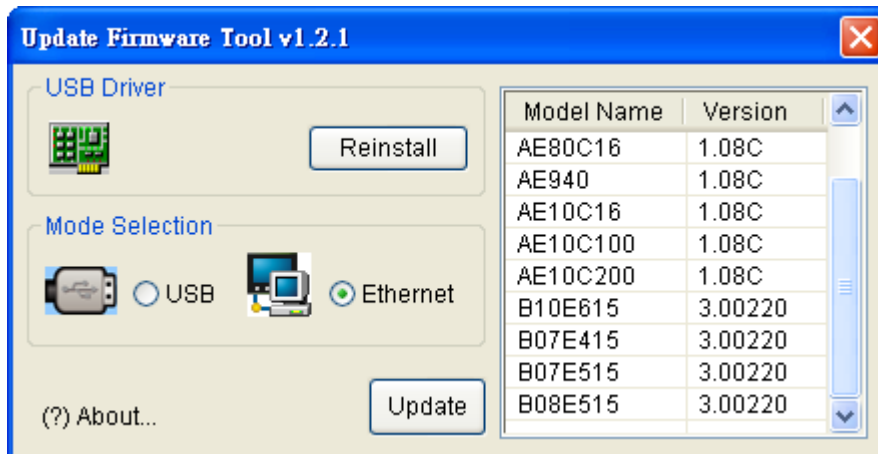 Update Firmware Tool v1.2.1
USB Driver
Reinstall
Mode Selection
USB
Ethernet
(?) About...
Update
Model Name Version
AE80C16 1.08C
AE940 1.08C
AE10C16 1.08C
AE10C100 1.08C
AE10C200 1.08C
B10E615 3.00220
B07E415 3.00220
B07E515 3.00220
B08E515 3.00220